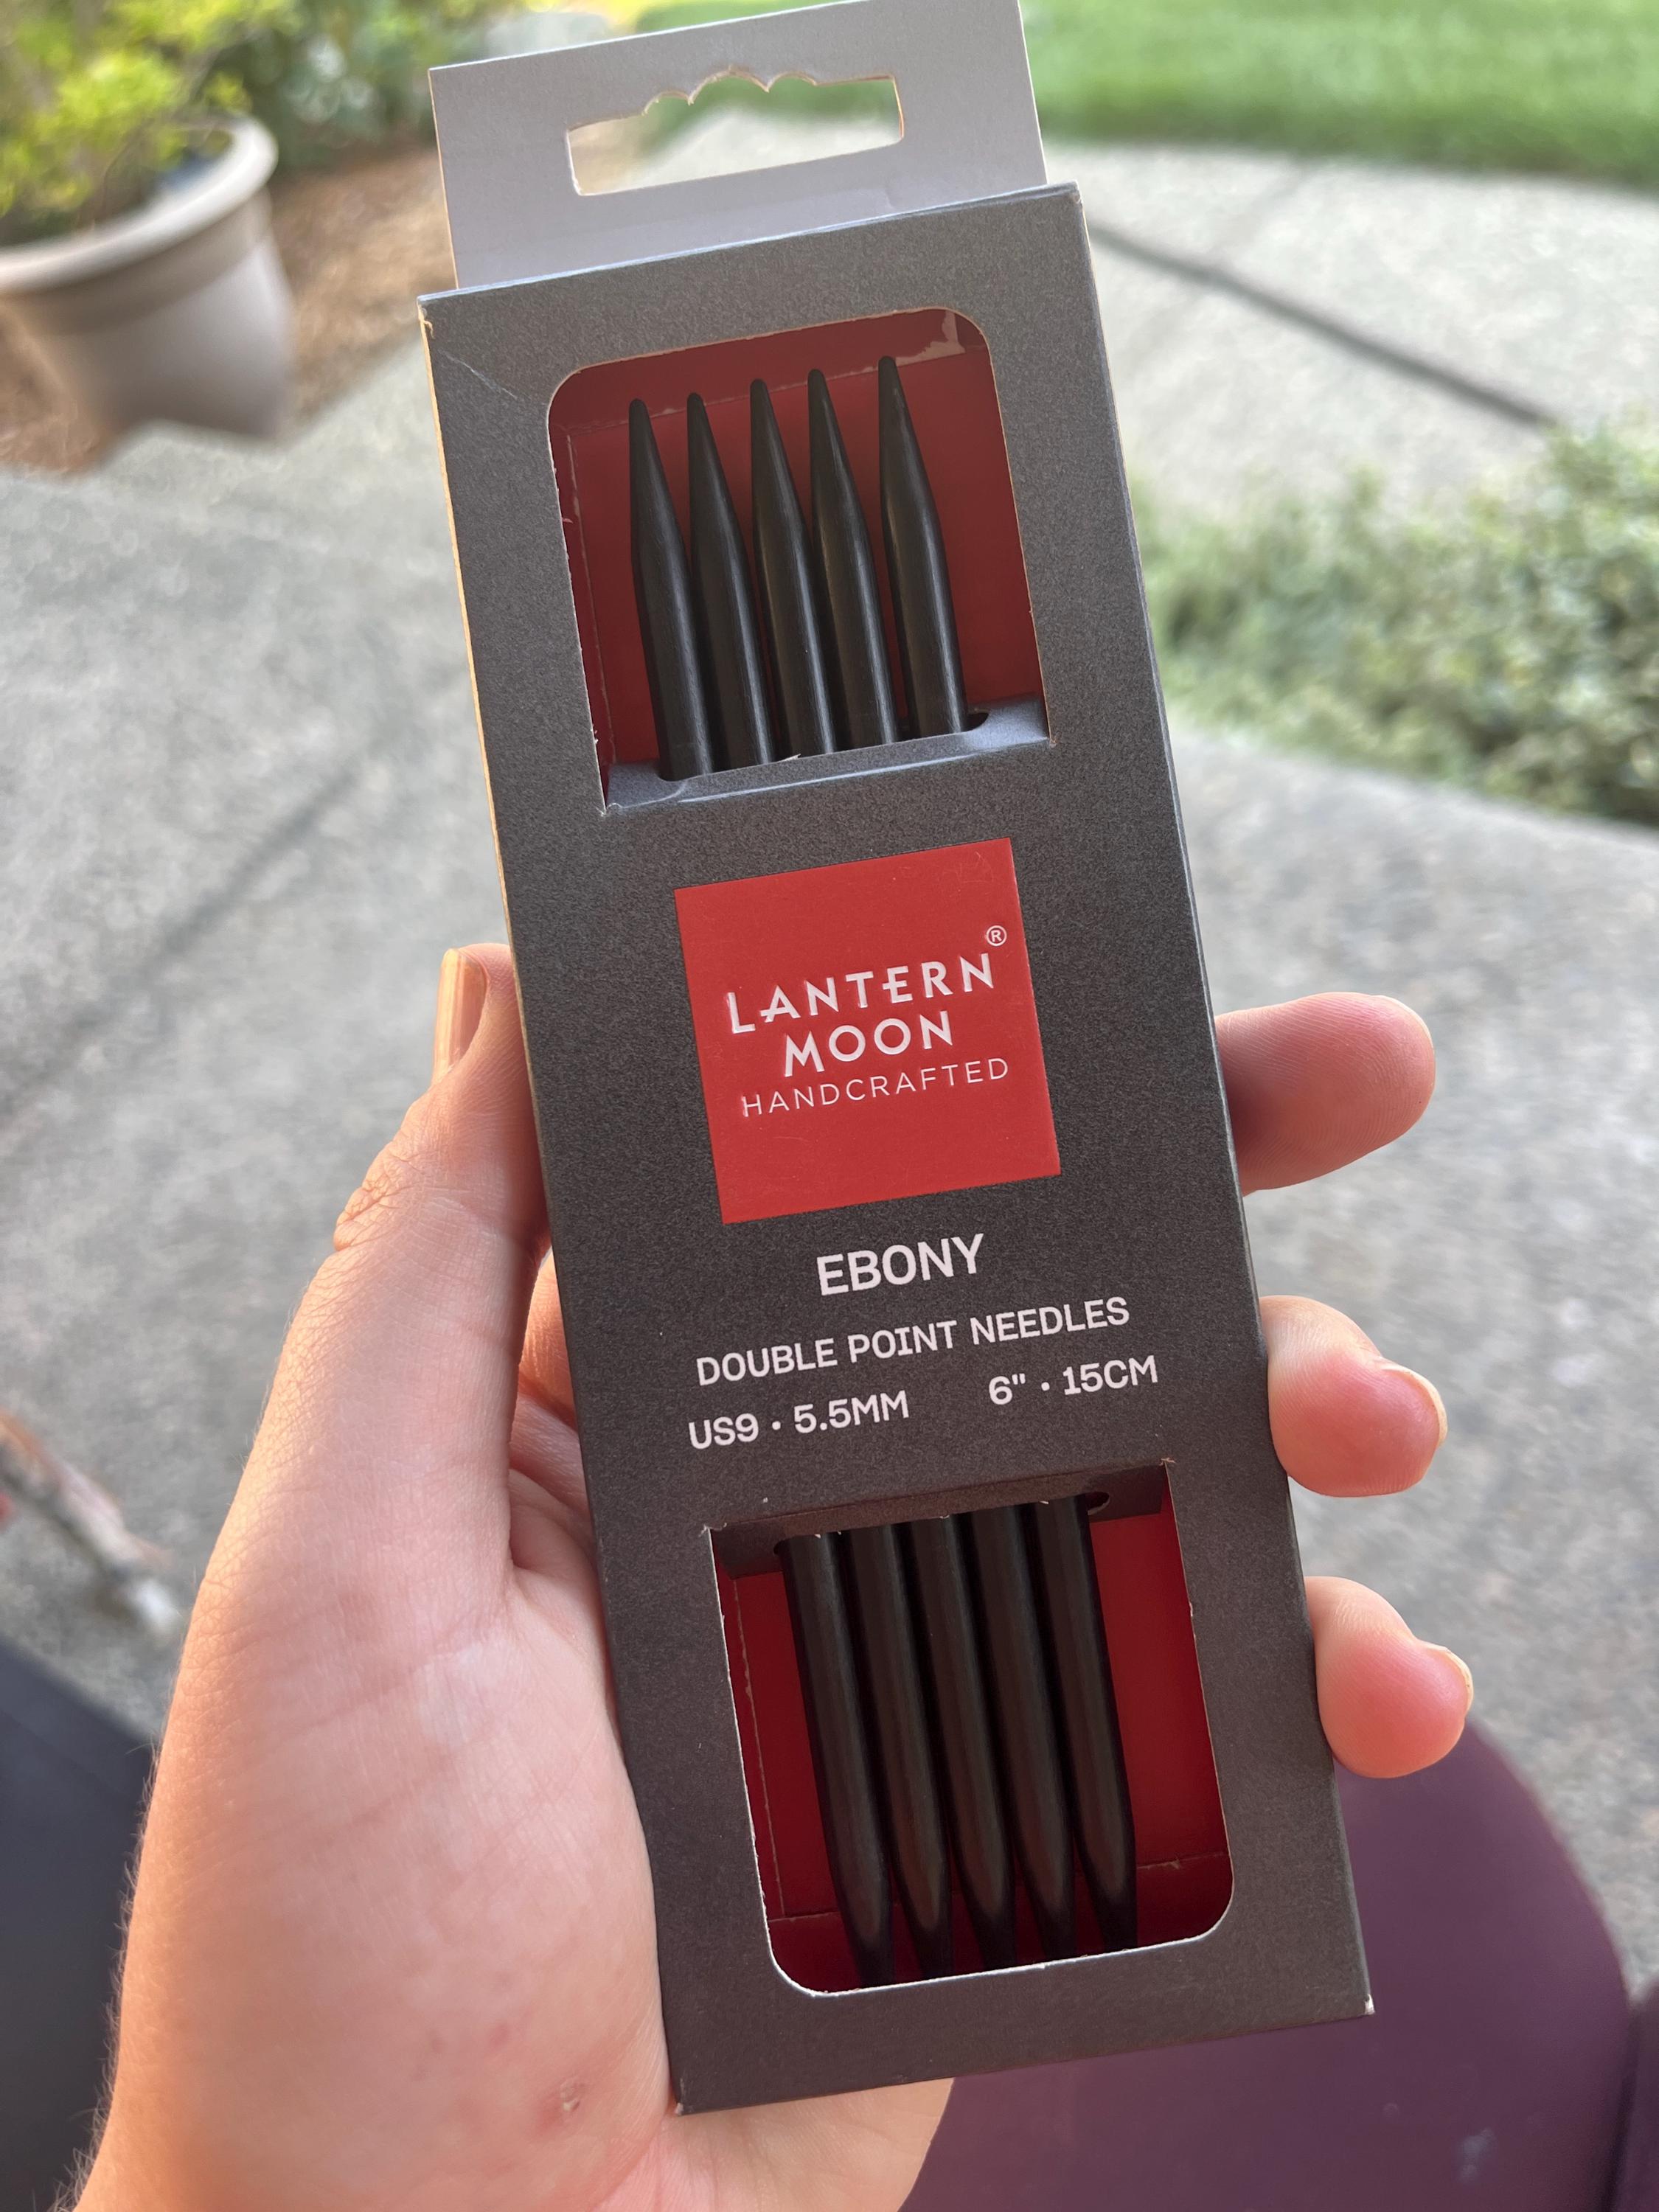 LANTERN ®
MOON
HANDCRAFTED
EBONY
DOUBLE POINT NEEDLES
US9 • 5.5MM 6" • 15CM